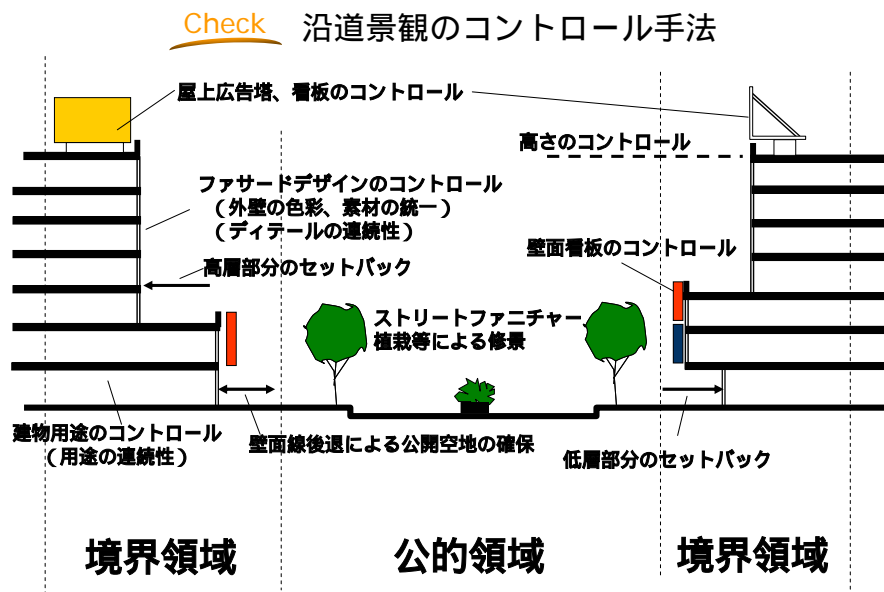 Check 沿道景観のコントロール手法
屋上広告塔、看板のコントロール
高さのコントロール
ファサードデザインのコントロール
（外壁の色彩、素材の統一）
（ディテールの連続性）
壁面看板のコントロール
高層部分のセットバック
ストリートファニチャー
植栽等による修景
建物用途のコントロール
（用途の連続性）
壁面線後退による公開空地の確保
低層部分のセットバック
境界領域 公的領域 境界領域